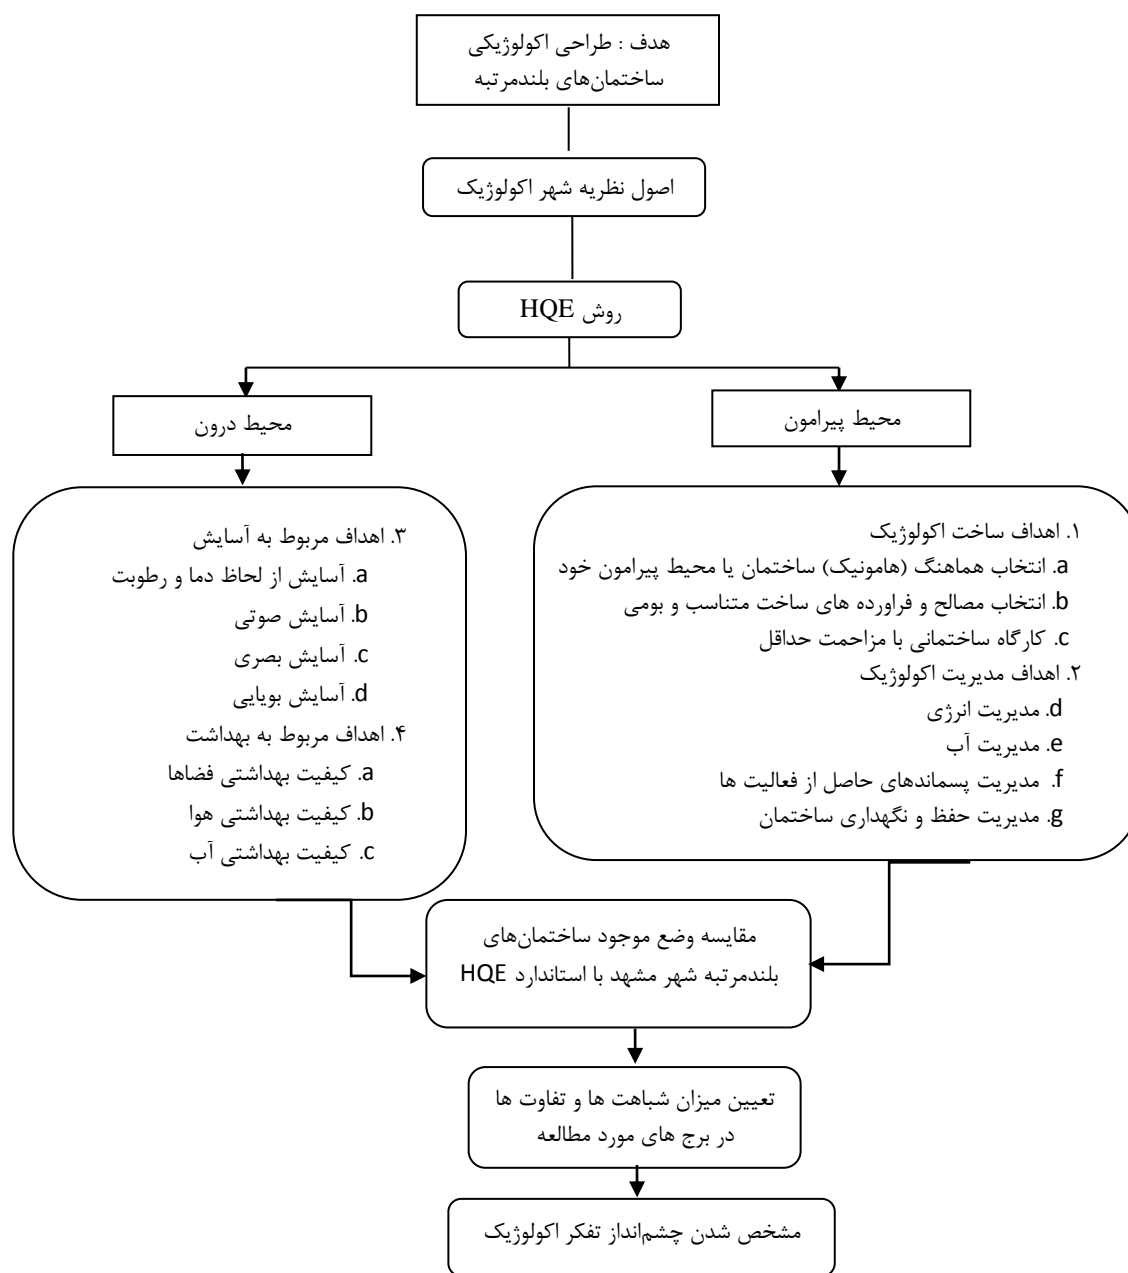 هدف : طراحی اکولوژیکی
ساختمان‌های بلندمرتبه
اصول نظریه شهر اکولوژیک
روش HQE
محیط پیرامون
محیط درون
۱. اهداف ساخت اکولوژیک
a. انتخاب هماهنگ (هامونیک) ساختمان یا محیط پیرامون خود
b. انتخاب مصالح و فراورده های ساخت متناسب و بومی
c. کارگاه ساختمانی با مزاحمت حداقل
۲. اهداف مدیریت اکولوژیک
d. مدیریت انرژی
e. مدیریت آب
f. مدیریت پسماندهای حاصل از فعالیت ها
g. مدیریت حفظ و نگهداری ساختمان
۳. اهداف مربوط به آسایش
a. آسایش از لحاظ دما و رطوبت
b. آسایش صوتی
c. آسایش بصری
d. آسایش بویایی
۴. اهداف مربوط به بهداشت
a. کیفیت بهداشتی فضاها
b. کیفیت بهداشتی هوا
c. کیفیت بهداشتی آب
مقایسه وضع موجود ساختمان‌های
بلندمرتبه شهر مشهد با استاندارد HQE
تعیین میزان شباهت ها و تفاوت ها
در برج های مورد مطالعه
مشخص شدن چشم‌انداز تفکر اکولوژیک